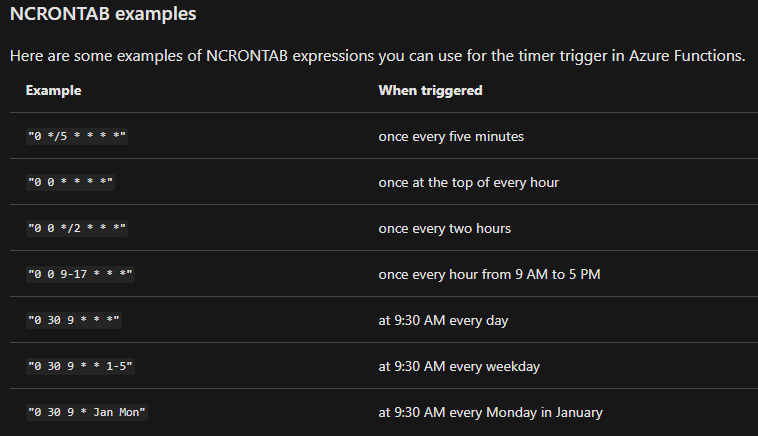 NCRONTAB examples
Here are some examples of NCRONTAB expressions you can use for the timer trigger in Azure Functions.
Example When triggered
"0 */5 * * * *" once every five minutes
"0 0 * * * *" once at the top of every hour
"0 0 */2 * * *" once every two hours
"0 0 9-17 * * *" once every hour from 9 AM to 5 PM
"0 30 9 * * *" at 9:30 AM every day
"0 30 9 * * 1-5" at 9:30 AM every weekday
"0 30 9 * Jan Mon" at 9:30 AM every Monday in January